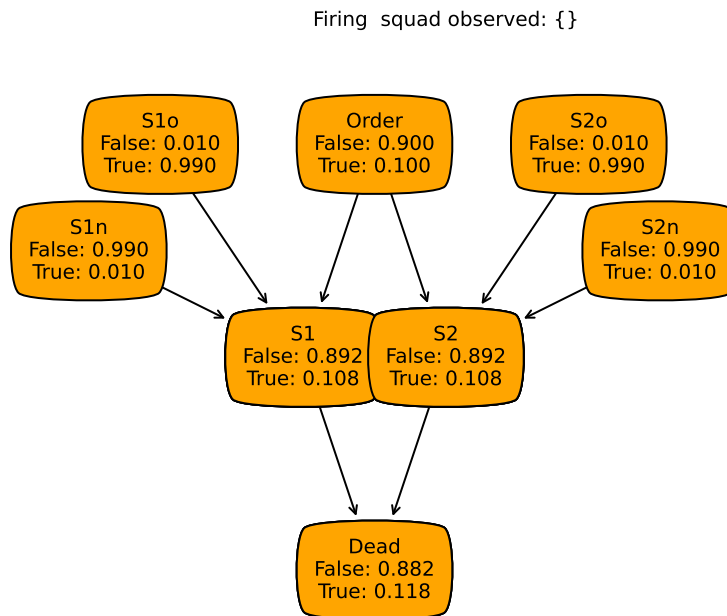 Firing  squad observed: {}
S1o
False: 0.010
True: 0.990
Order
False: 0.900
True: 0.100
S2o
False: 0.010
True: 0.990
S1n
False: 0.990
True: 0.010
S2n
False: 0.990
True: 0.010
S1
False: 0.892
True: 0.108
S2
False: 0.892
True: 0.108
Dead
False: 0.882
True: 0.118